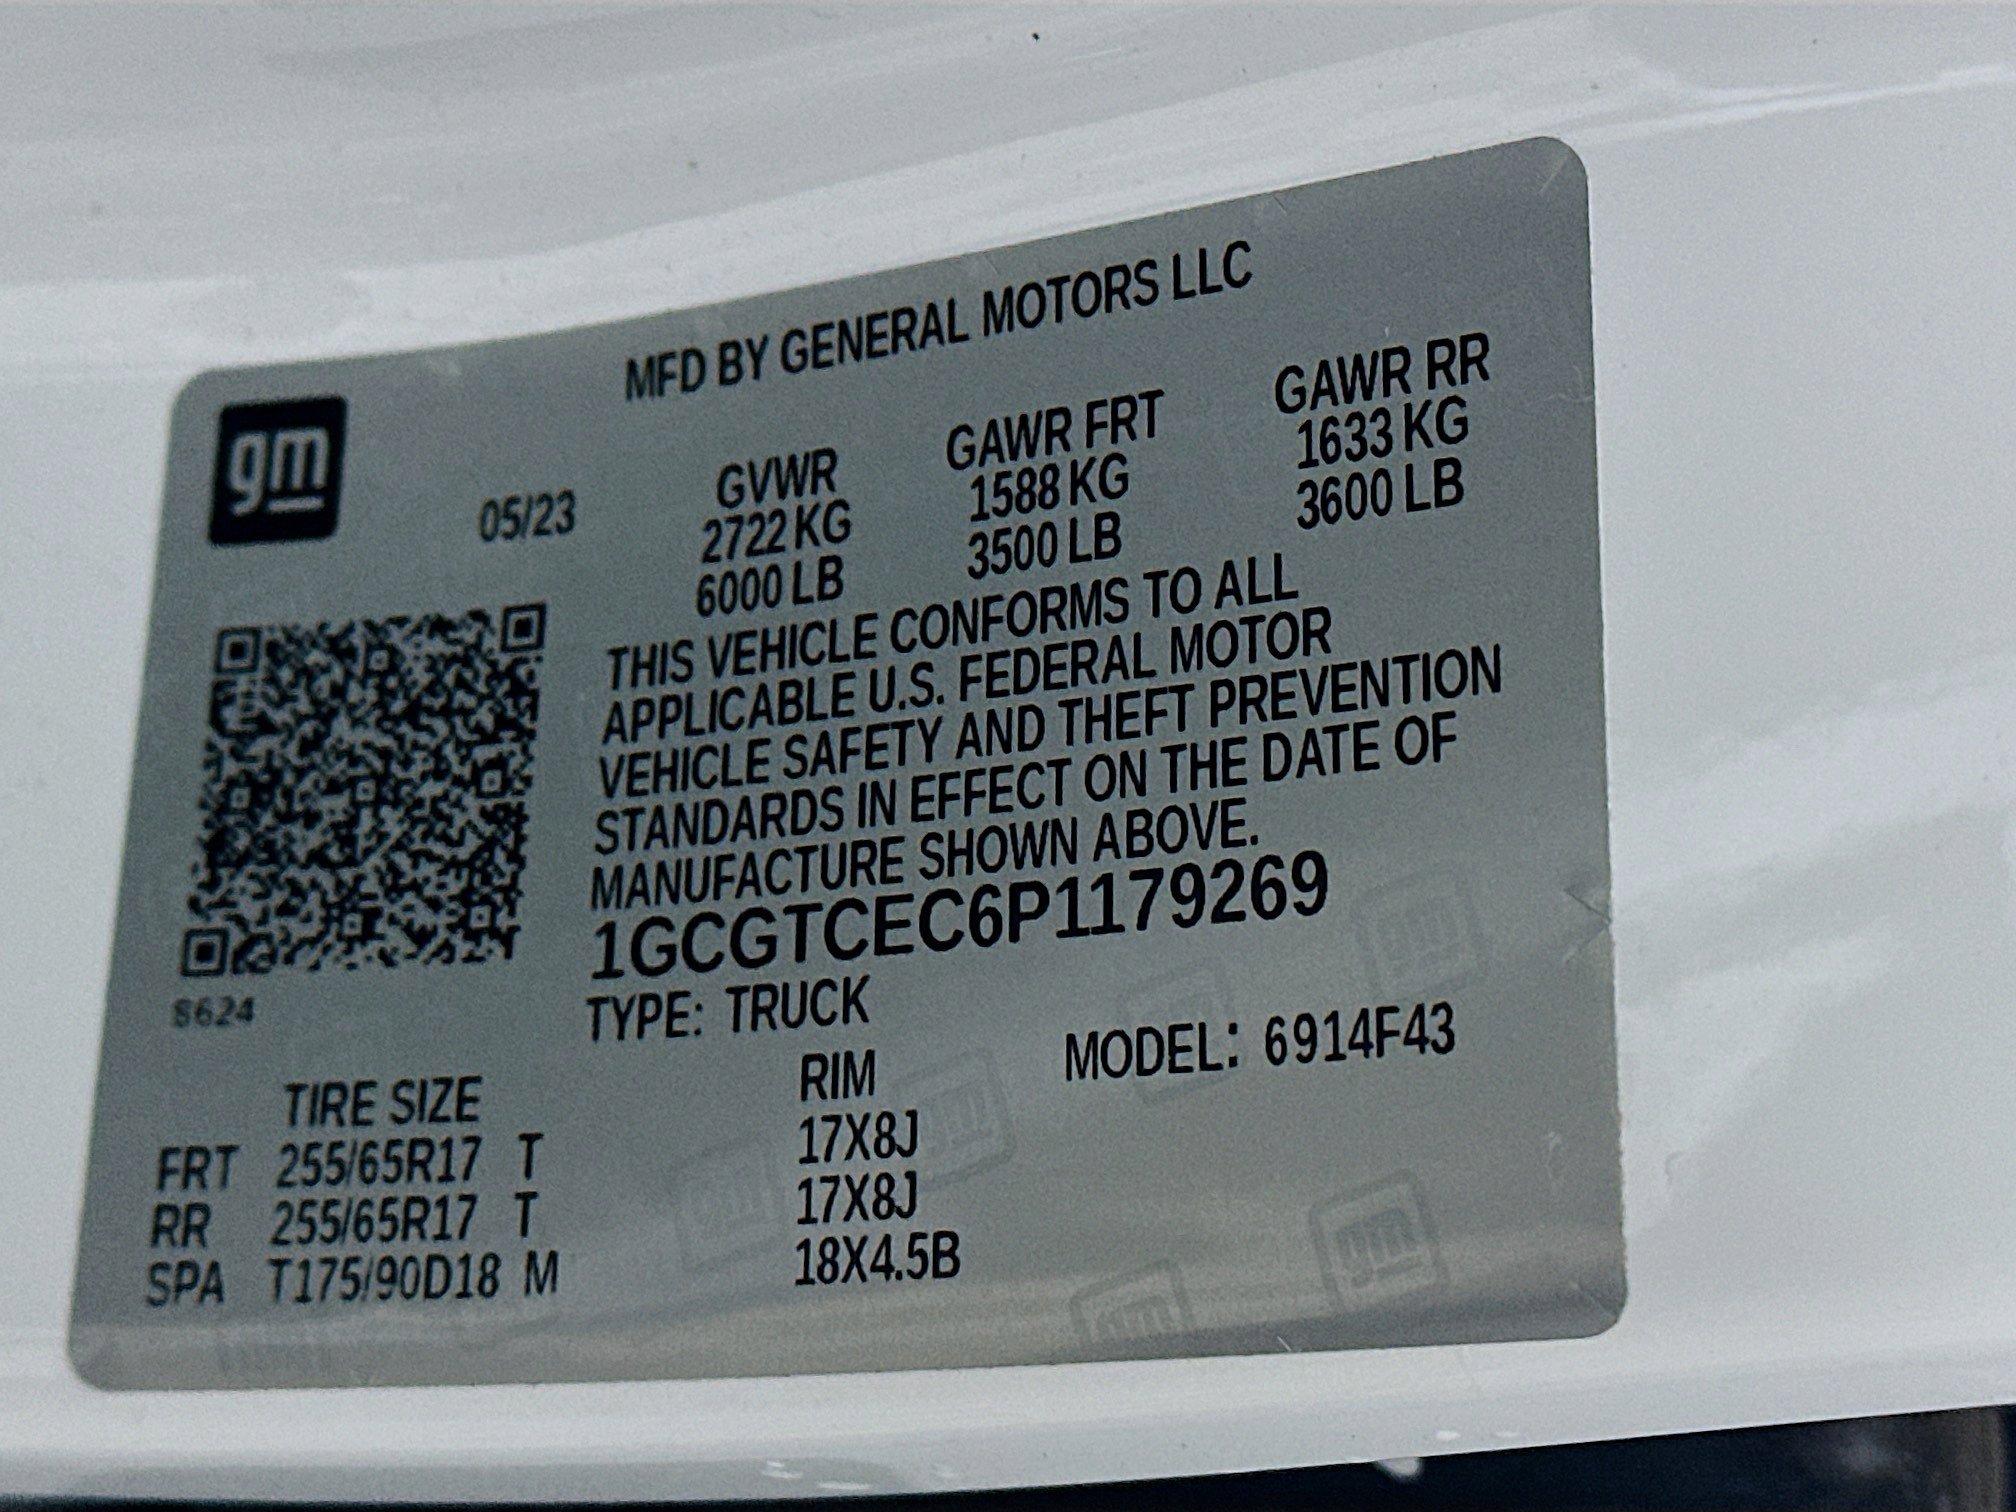 MFD BY GENERAL MOTORS LLC
gm
05/23
GVWR GAWR FRT GAWR RR
2722 KG 1588 KG 1633 KG
6000 LB 3500 LB 3600 LB
THIS VEHICLE CONFORMS TO ALL
APPLICABLE U.S. FEDERAL MOTOR
VEHICLE SAFETY AND THEFT PREVENTION
STANDARDS IN EFFECT ON THE DATE OF
MANUFACTURE SHOWN ABOVE.
1GCGTCEC6P1179269
8624
TYPE: TRUCK
MODEL: 6914F43
TIRE SIZE RIM
FRT 255/65R17 T 17X8J
RR 255/65R17 T 17X8J
SPA T175/90D18 M 18X4.5B
gm
gm
gm